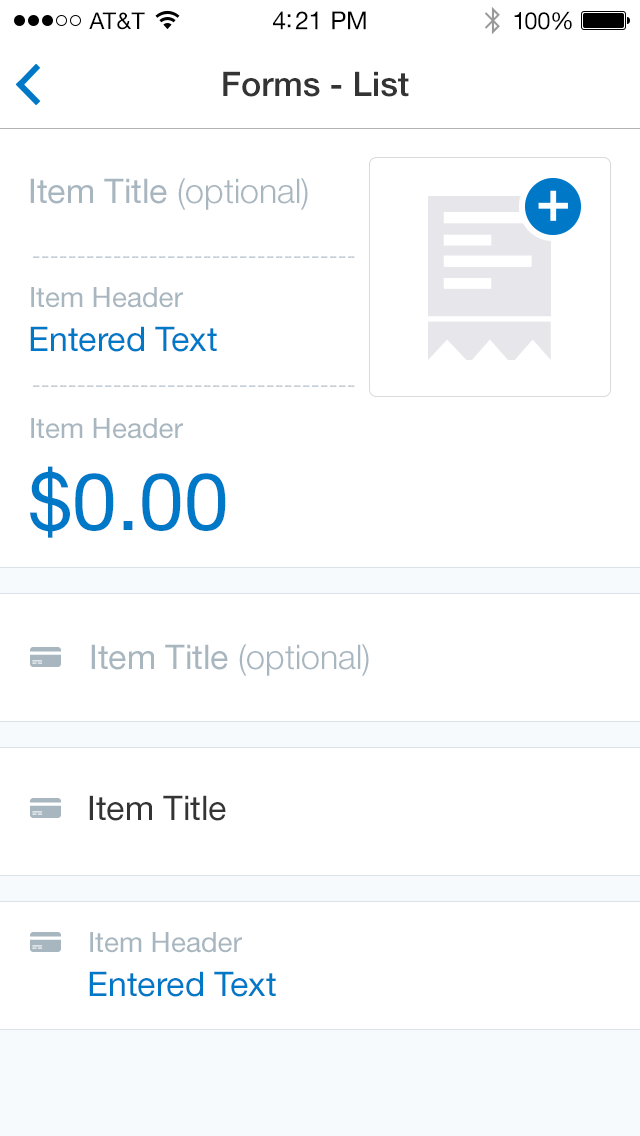 AT&T 4:21 PM 100%
Forms - List
Item Title (optional)
Item Header
Entered Text
Item Header
$0.00
Item Title (optional)
Item Title
Item Header
Entered Text